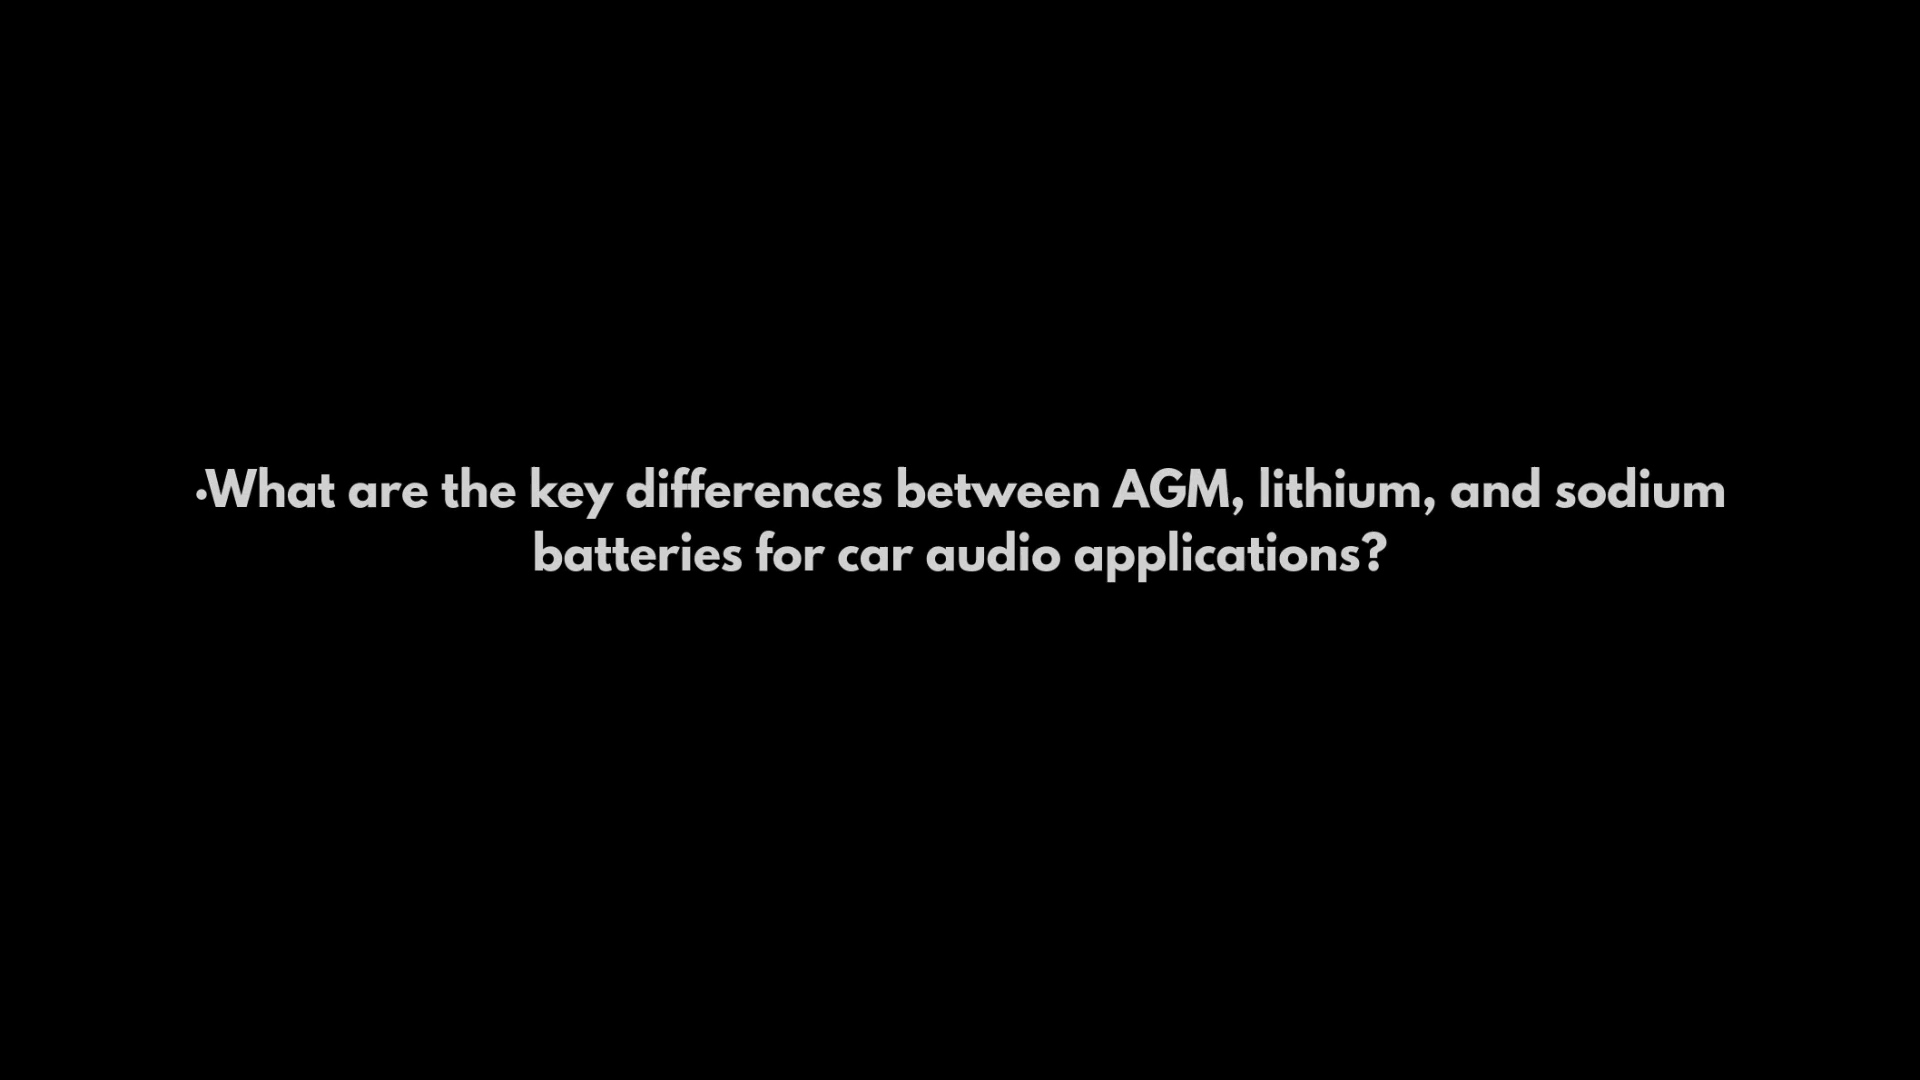 •What are the key differences between AGM, lithium, and sodium
batteries for car audio applications?